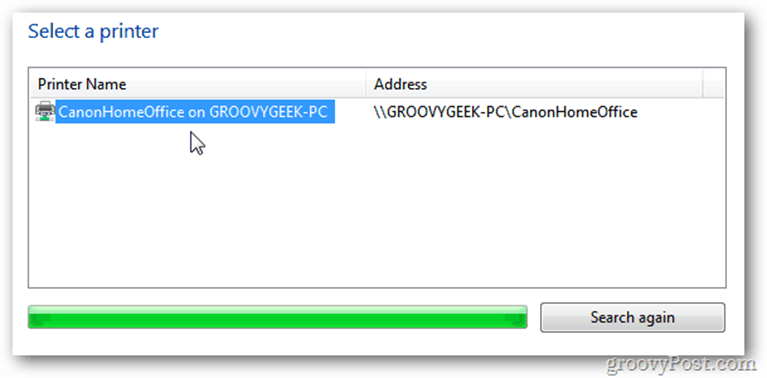 Select a printer
Printer Name Address
CanonHomeOffice on GROOVYGEEK-PC \\GROOVYGEEK-PC\CanonHomeOffice
Search again
groovyPost.com